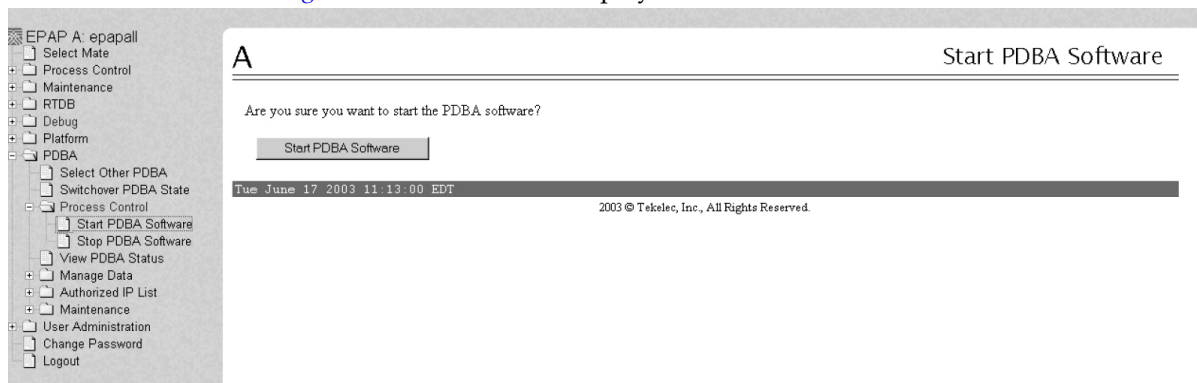 EPAP A: epapall
Select Mate
Process Control
Maintenance
RTDB
Debug
Platform
PDBA
Select Other PDBA
Switchover PDBA State
Process Control
Start PDBA Software
Stop PDBA Software
View PDBA Status
Manage Data
Authorized IP List
Maintenance
User Administration
Change Password
Logout
A
Start PDBA Software
Are you sure you want to start the PDBA software?
Start PDBA Software
Tue June 17 2003 11:13:00 EDT
2003 © Tekelec, Inc., All Rights Reserved.